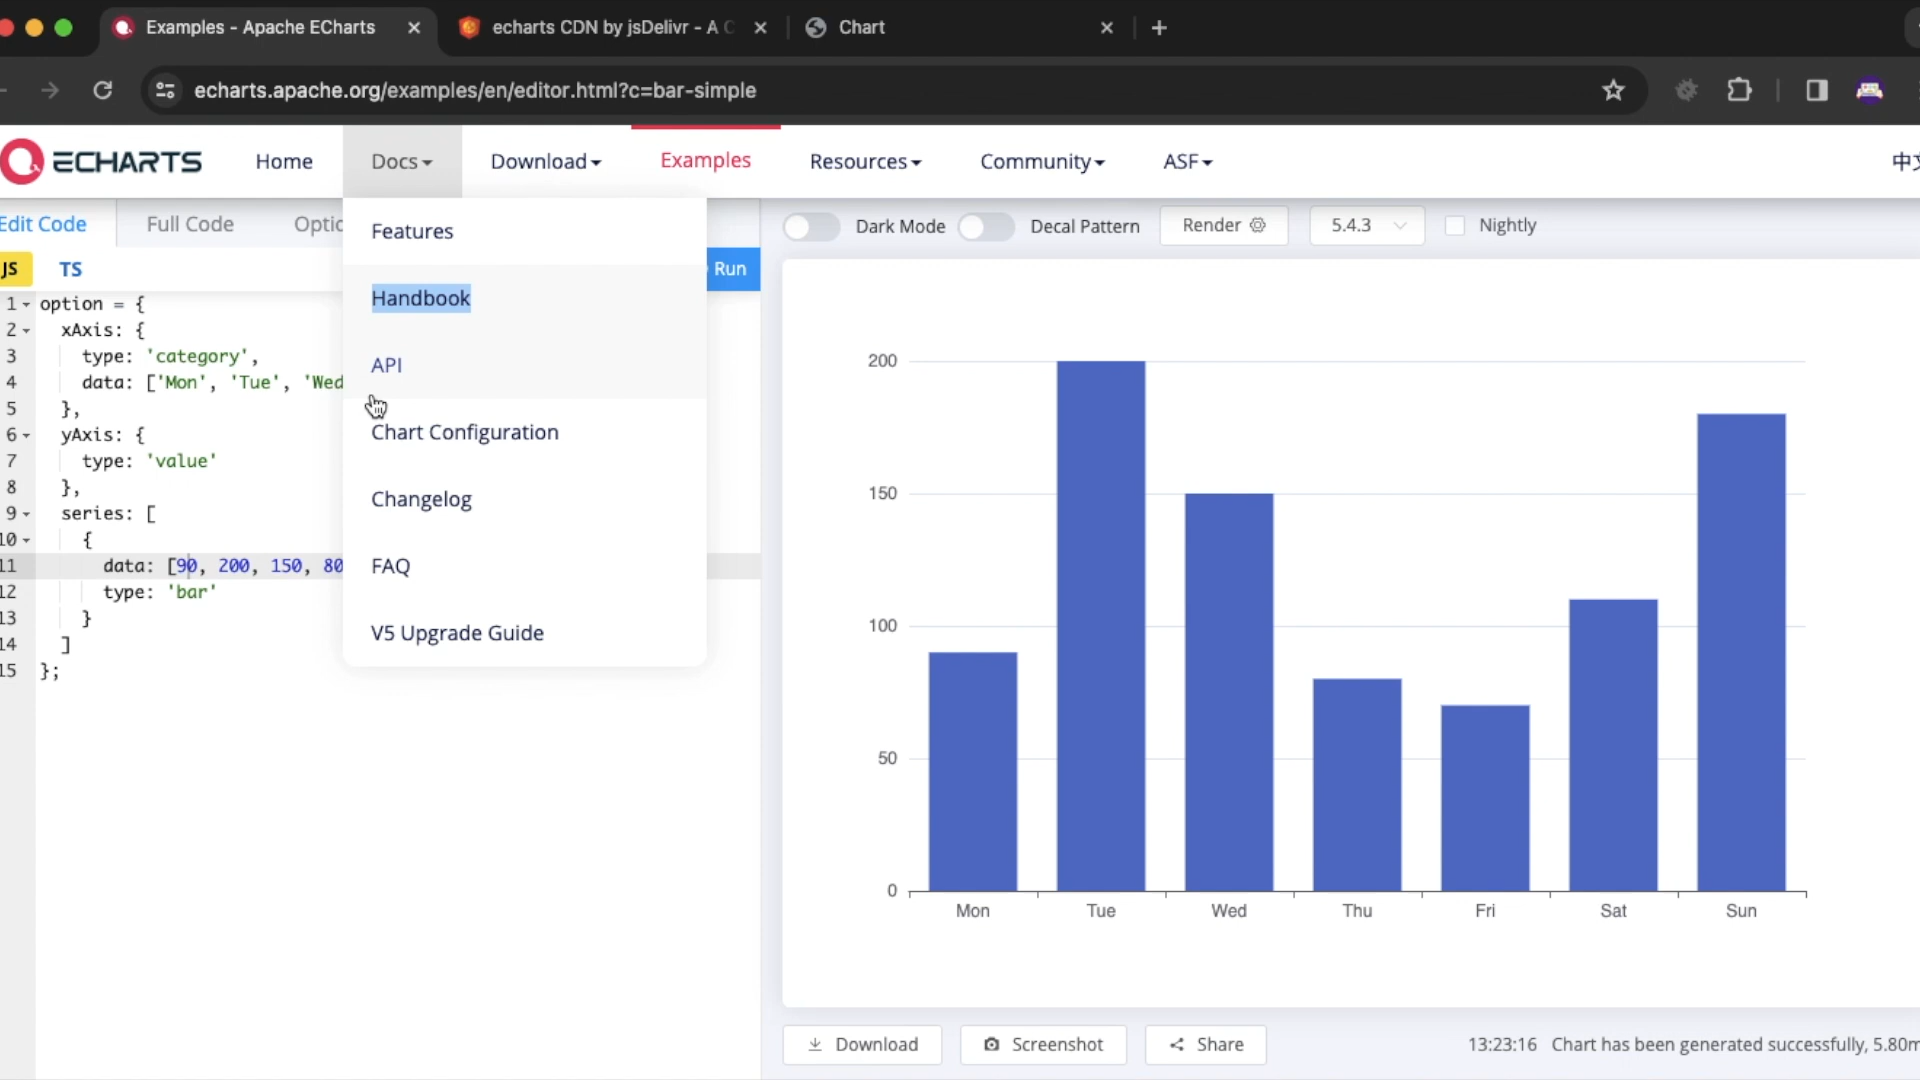 Examples - Apache ECharts
echarts CDN by jsDelivr - A C
Chart
echarts.apache.org/examples/en/editor.html?c=bar-simple
ECHARTS
Home
Docs
Download
Examples
Resources
Community
ASF
中文
Edit Code
Full Code
Optio
JS
TS
Run
Features
Handbook
API
Chart Configuration
Changelog
FAQ
V5 Upgrade Guide
1 option = {
2 xAxis: {
3 type: 'category',
4 data: ['Mon', 'Tue', 'Wed
5 },
6 yAxis: {
7 type: 'value'
8 },
9 series: [
10 {
11 data: [90, 200, 150, 80
12 type: 'bar'
13 }
14 ]
15 };
Dark Mode
Decal Pattern
Render
5.4.3
Nightly
200
150
100
50
0
Mon Tue Wed Thu Fri Sat Sun
Download
Screenshot
Share
13:23:16 Chart has been generated successfully, 5.80m